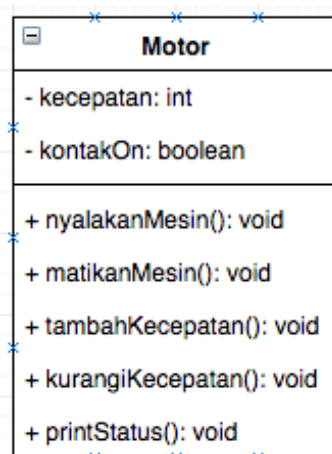 Motor
- kecepatan: int
- kontakOn: boolean
+ nyalakanMesin(): void
+ matikanMesin(): void
+ tambahKecepatan(): void
+ kurangiKecepatan(): void
+ printStatus(): void